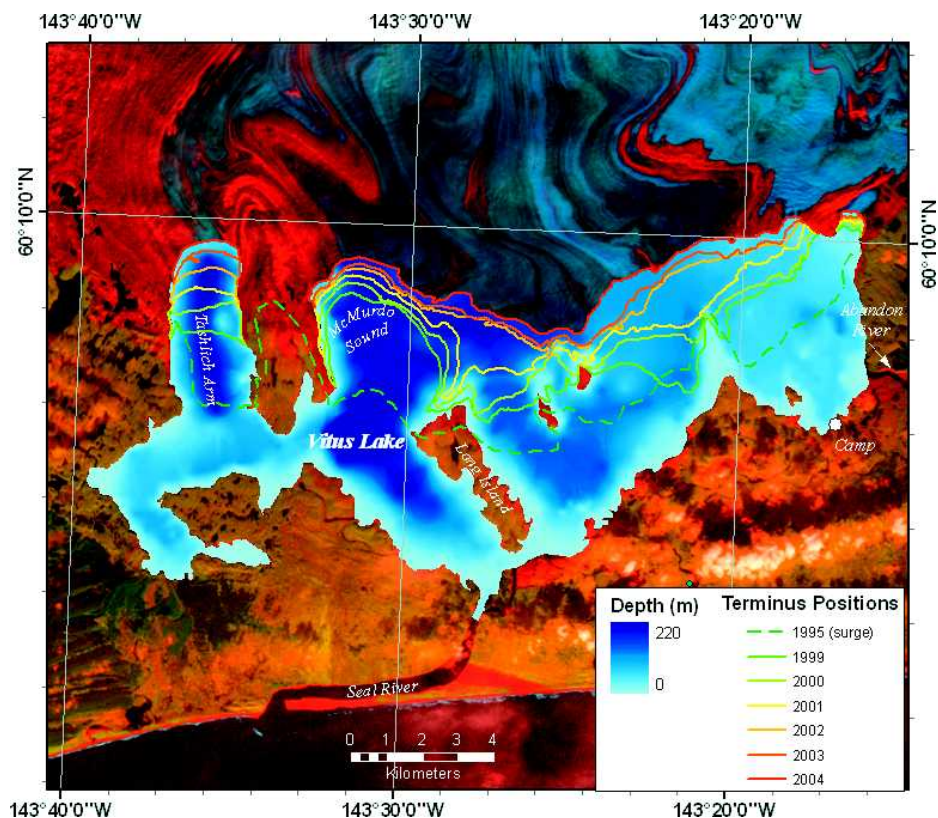 143°40'0"W
143°30'0"W
143°20'0"W
60°10'0"N
60°10'0"N
McMurdo
Sound
Tashlich Arm
Abandon
River
Vitus Lake
Long Island
Camp
Seal River
0 1 2 3 4
Kilometers
Depth (m)
220
0
Terminus Positions
1995 (surge)
1999
2000
2001
2002
2003
2004
143°40'0"W
143°30'0"W
143°20'0"W